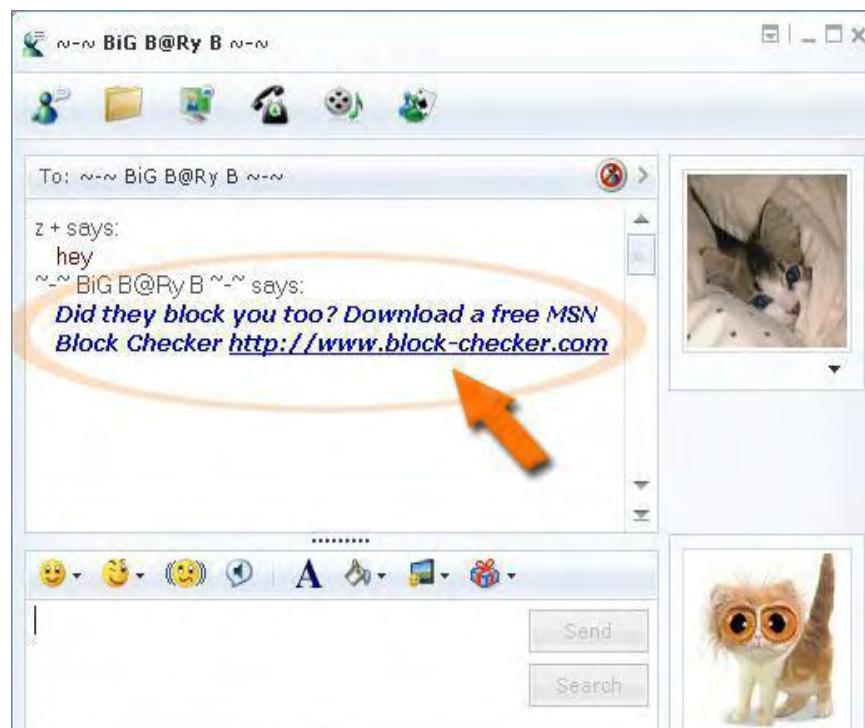 ~-~ BiG B@Ry B ~-~
To: ~-~ BiG B@Ry B ~-~
z + says:
hey
~-~ BiG B@Ry B ~-~ says:
Did they block you too? Download a free MSN
Block Checker http://www.block-checker.com
A
Send
Search